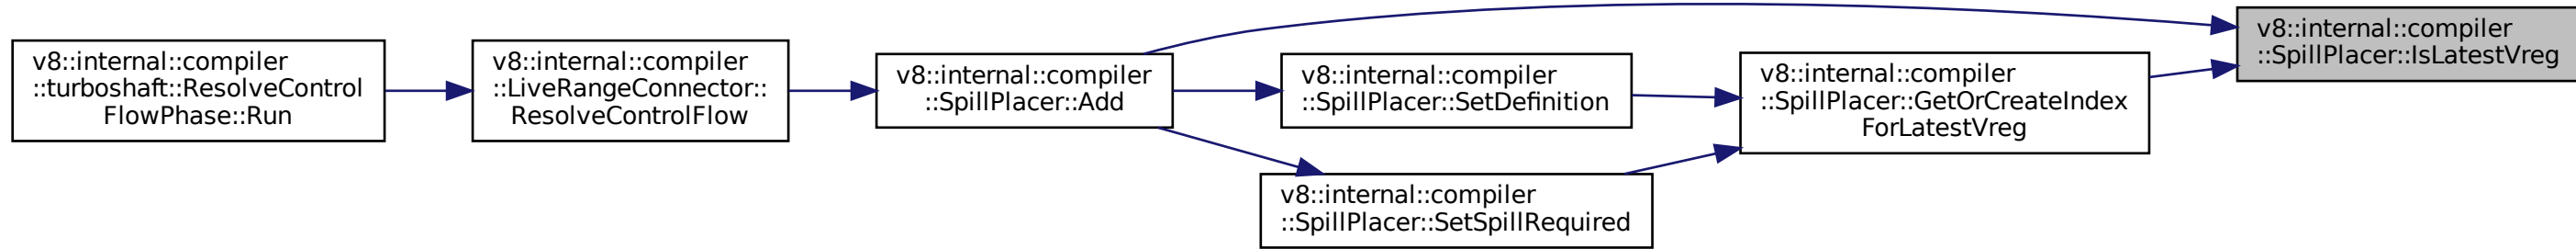 v8::internal::compiler
::turboshaft::ResolveControl
FlowPhase::Run
v8::internal::compiler
::LiveRangeConnector::
ResolveControlFlow
v8::internal::compiler
::SpillPlacer::Add
v8::internal::compiler
::SpillPlacer::SetDefinition
v8::internal::compiler
::SpillPlacer::SetSpillRequired
v8::internal::compiler
::SpillPlacer::GetOrCreateIndex
ForLatestVreg
v8::internal::compiler
::SpillPlacer::IsLatestVreg